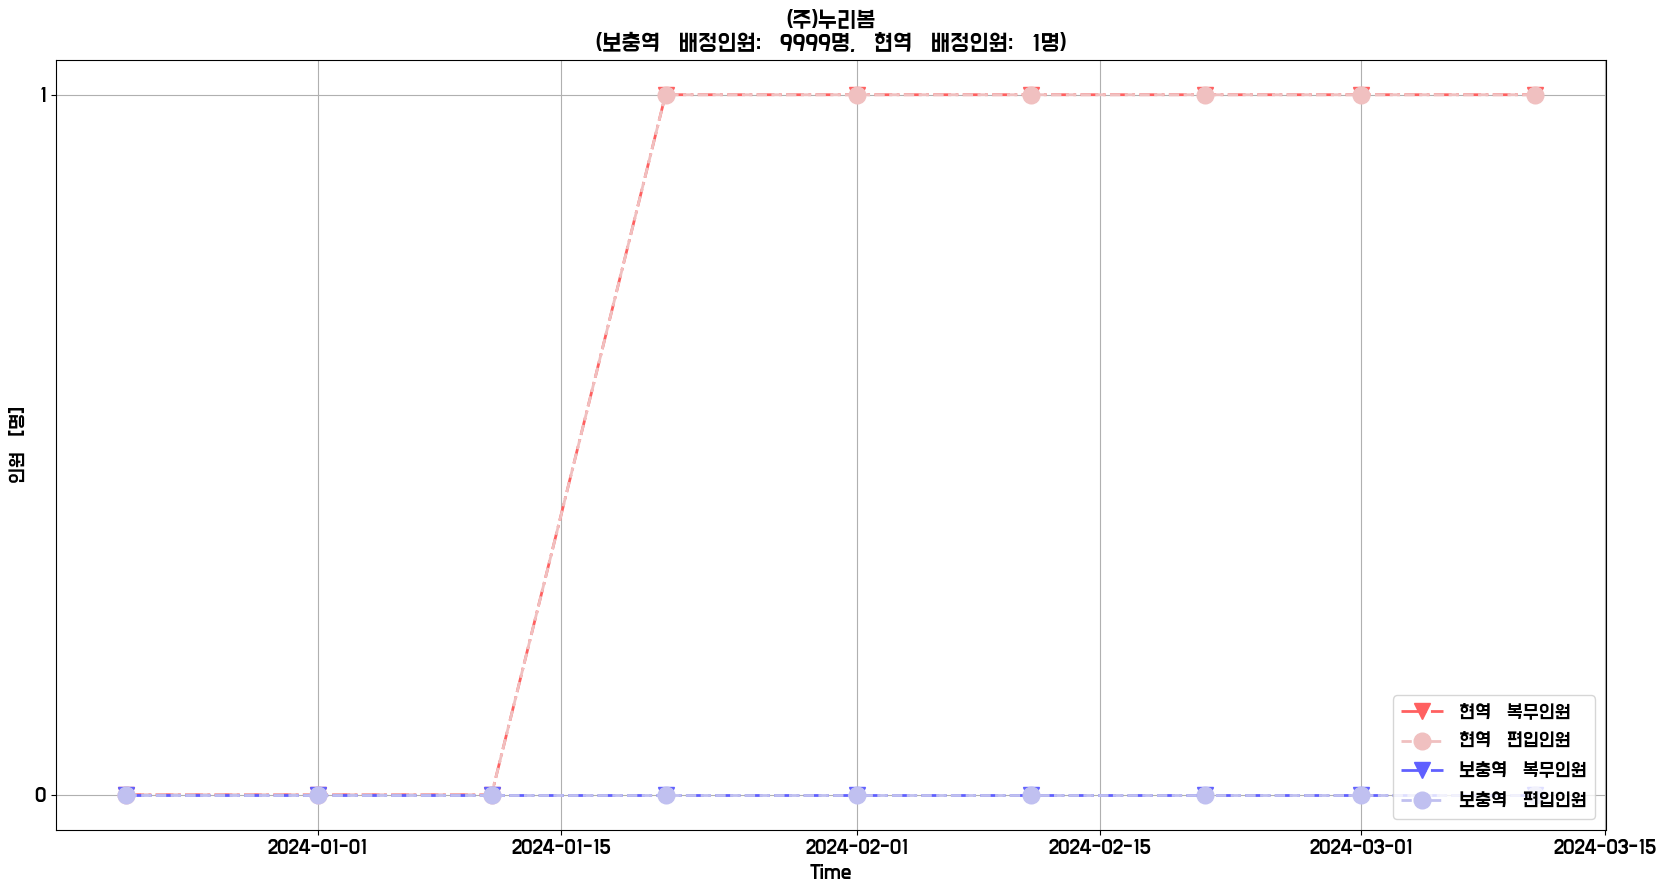 (주)누리봄
(보충역 배정인원: 9999명, 현역 배정인원: 1명)
1
0
인원 [명]
현역 복무인원
현역 편입인원
보충역 복무인원
보충역 편입인원
2024-01-01 2024-01-15 2024-02-01 2024-02-15 2024-03-01 2024-03-15
Time